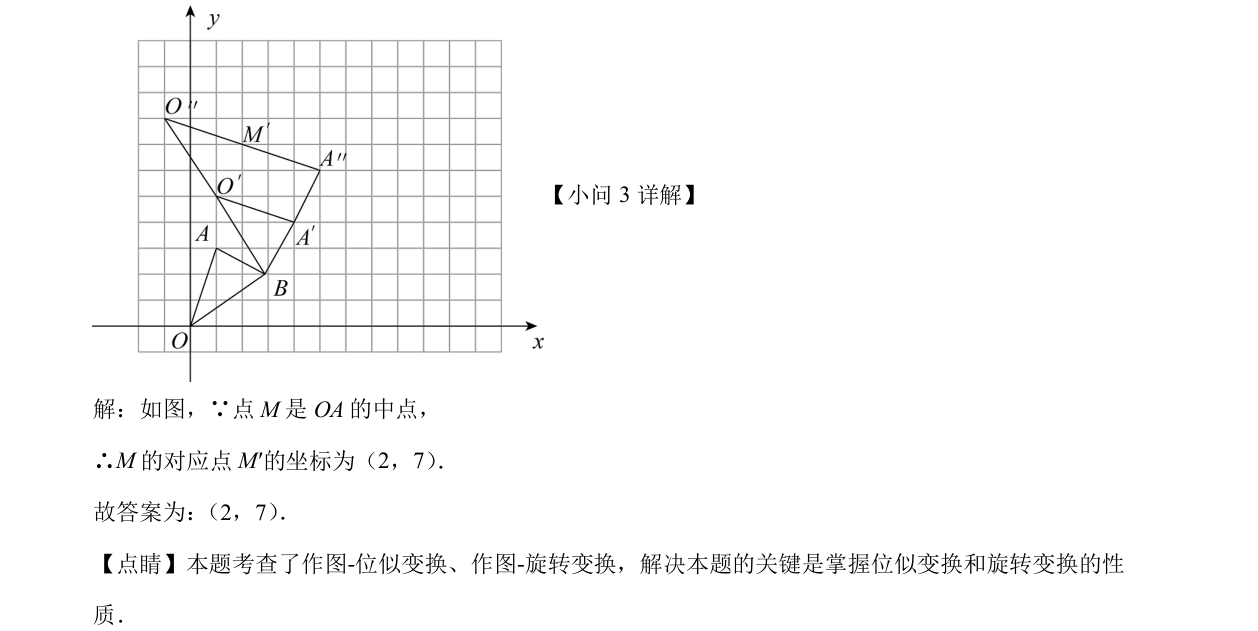 y
O″
M′
A″
O′
【小问 3 详解】
A
A′
B
O
x
解：如图，∵点 M 是 OA 的中点，
∴M 的对应点 M′的坐标为（2，7）．
故答案为：（2，7）．
【点睛】本题考查了作图-位似变换、作图-旋转变换，解决本题的关键是掌握位似变换和旋转变换的性
质．